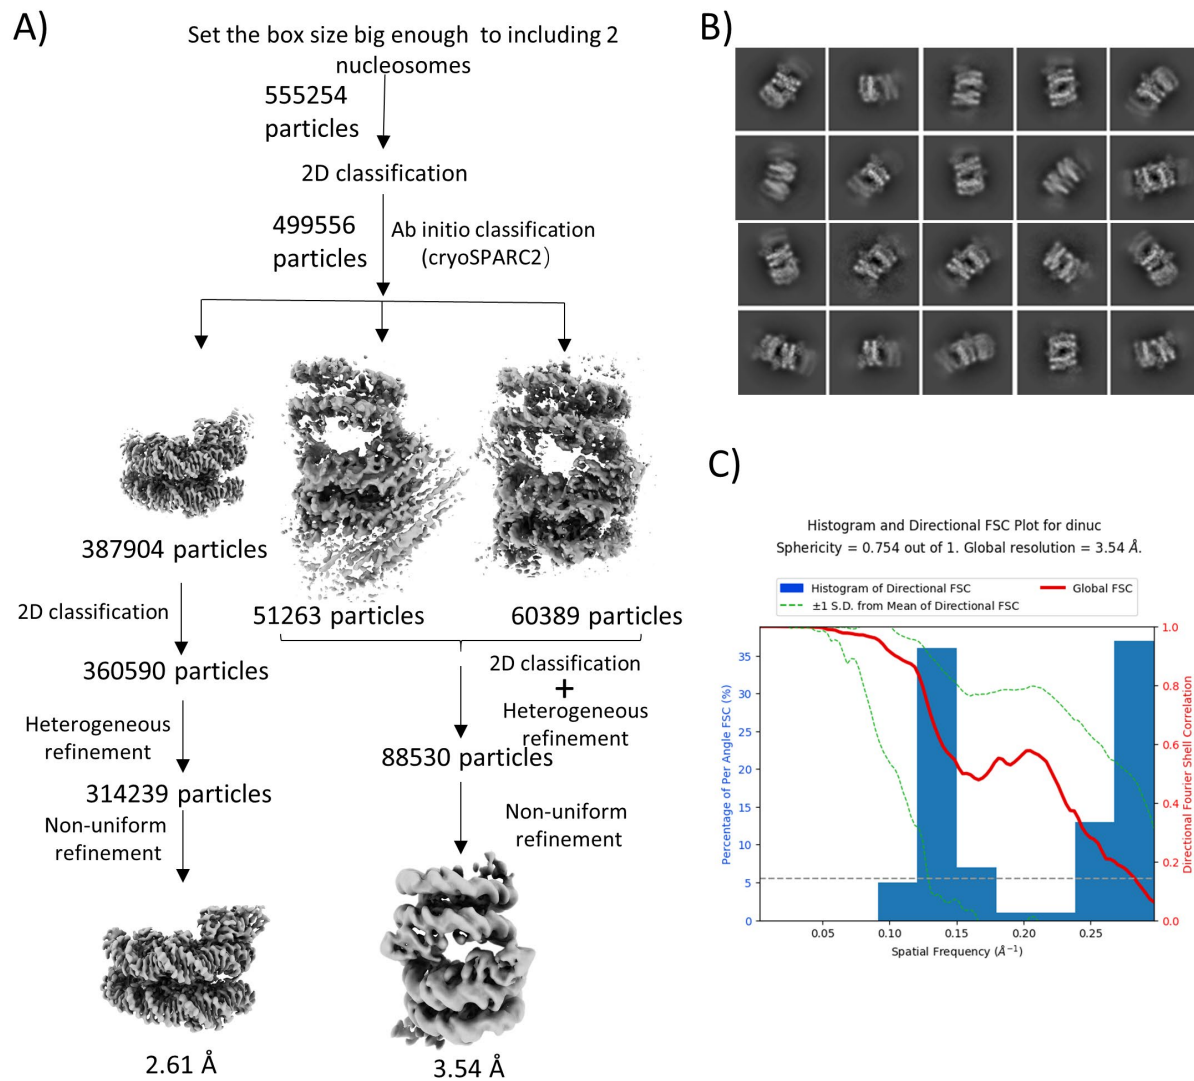 A)
Set the box size big enough to including 2
nucleosomes
555254
particles
2D classification
499556
particles
Ab initio classification
(cryoSPARC2)
387904 particles
51263 particles
60389 particles
2D classification
360590 particles
Heterogeneous
refinement
314239 particles
Non-uniform
refinement
2.61 Å
2D classification
+
Heterogeneous
refinement
88530 particles
Non-uniform
refinement
3.54 Å
B)
C)
Histogram and Directional FSC Plot for dinuc
Sphericity = 0.754 out of 1. Global resolution = 3.54 Å.
Histogram of Directional FSC
±1 S.D. from Mean of Directional FSC
Global FSC
Percentage of Per Angle FSC (%)
35
30
25
20
15
10
5
0
0.05
0.10
0.15
0.20
0.25
Spatial Frequency (Å⁻¹)
1.0
0.8
0.6
0.4
0.2
0.0
Directional Fourier Shell Correlation